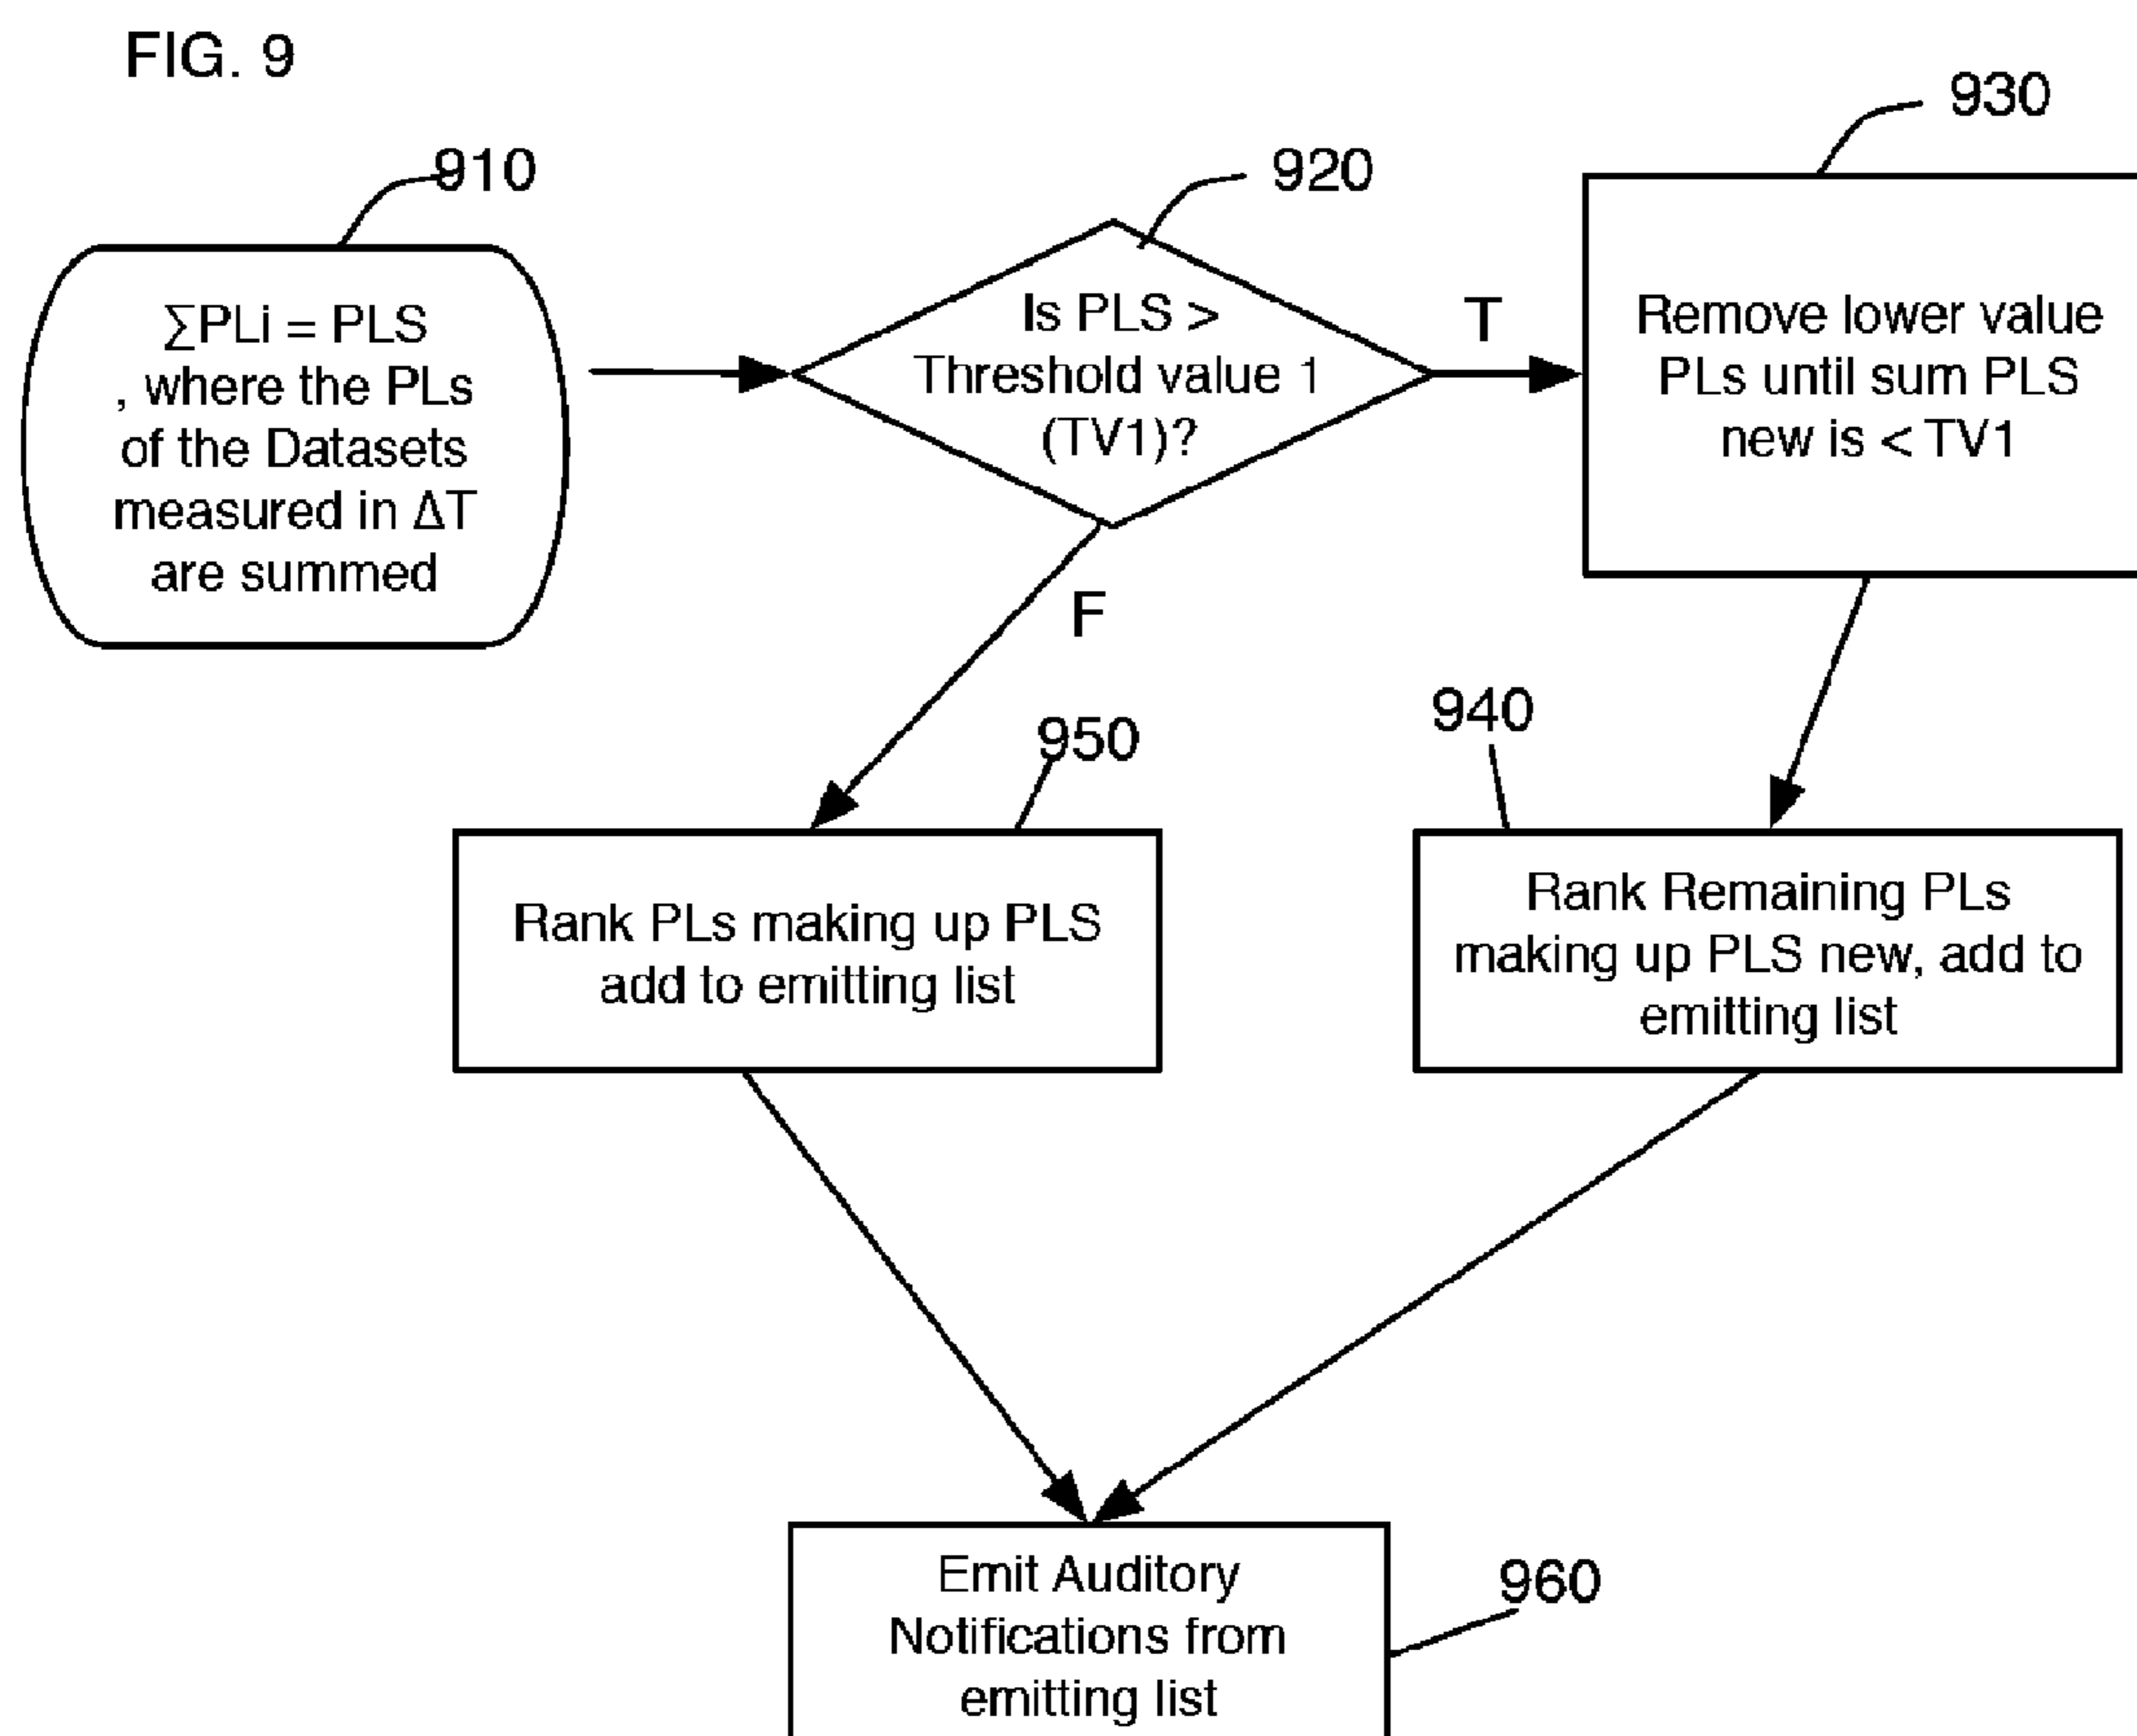 FIG. 9
910
∑PLi = PLS
, where the PLs
of the Datasets
measured in ΔT
are summed
920
Is PLS >
Threshold value 1
(TV1)?
T
930
Remove lower value
PLs until sum PLS
new is < TV1
F
950
Rank PLs making up PLS
add to emitting list
940
Rank Remaining PLs
making up PLS new, add to
emitting list
Emit Auditory
Notifications from
emitting list
960